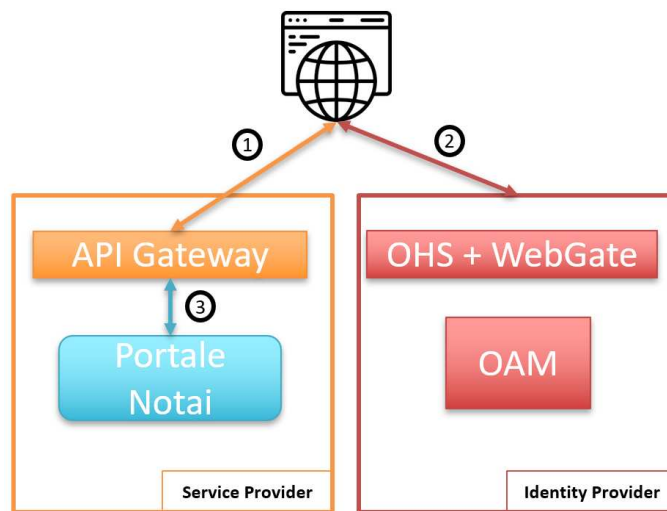 1
2
API Gateway
OHS + WebGate
3
Portale
Notai
OAM
Service Provider
Identity Provider